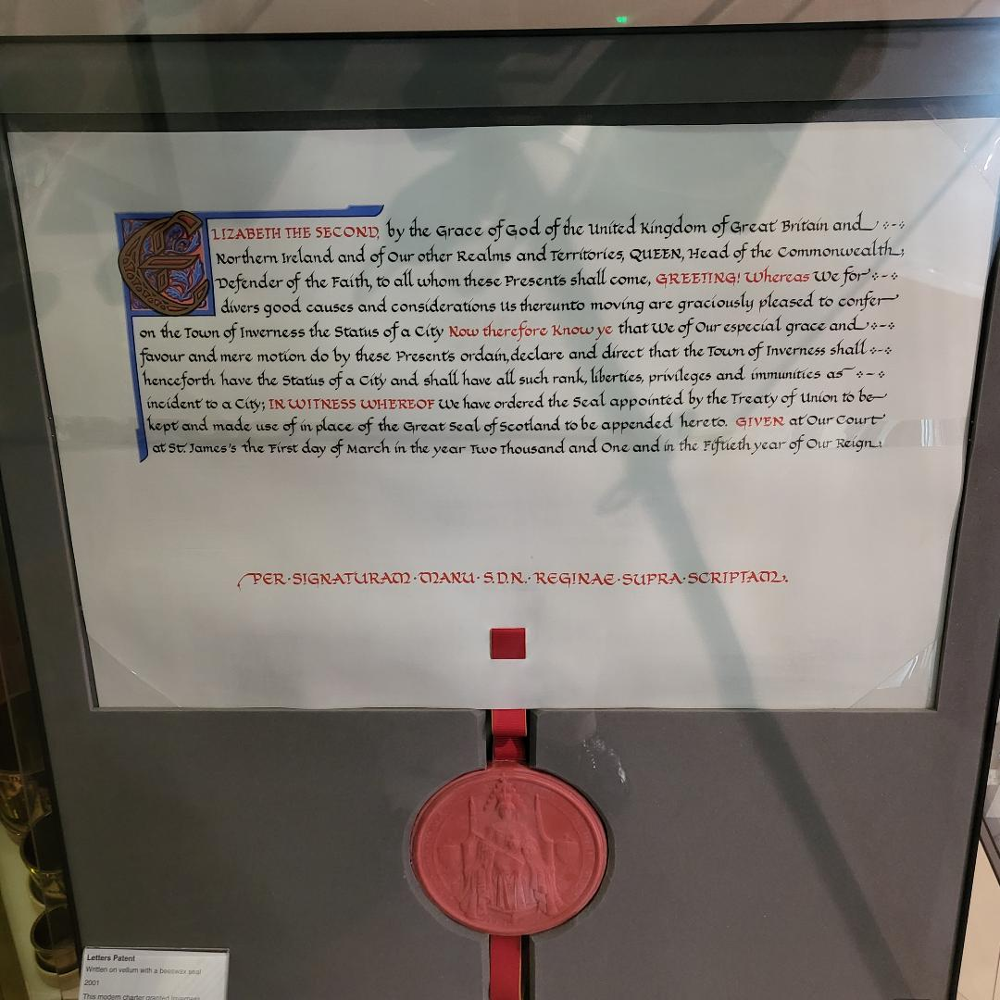 ELIZABETH THE SECOND, by the Grace of God of the United Kingdom of Great Britain and
Northern Ireland and of Our other Realms and Territories, QUEEN, Head of the Commonwealth,
Defender of the Faith, to all whom these Presents shall come, GREETING! Whereas We for
divers good causes and considerations Us thereunto moving are graciously pleased to confer
on the Town of Inverness the Status of a City Now therefore Know ye that We of Our especial grace and
favour and mere motion do by these Presents ordain, declare and direct that the Town of Inverness shall
henceforth have the Status of a City and shall have all such rank, liberties, privileges and immunities as
incident to a City; IN WITNESS WHEREOF We have ordered the Seal appointed by the Treaty of Union to be
kept and made use of in place of the Great Seal of Scotland to be appended hereto. GIVEN at Our Court
at St. James's the First day of March in the year Two Thousand and One and in the Fiftieth year of Our Reign.
PER·SIGNATURAM·MANU·S.D.N.·REGINAE·SUPRA·SCRIPTAM.
Letters Patent
Written on vellum with a beeswax seal
2001
This modern charter granted Inverness